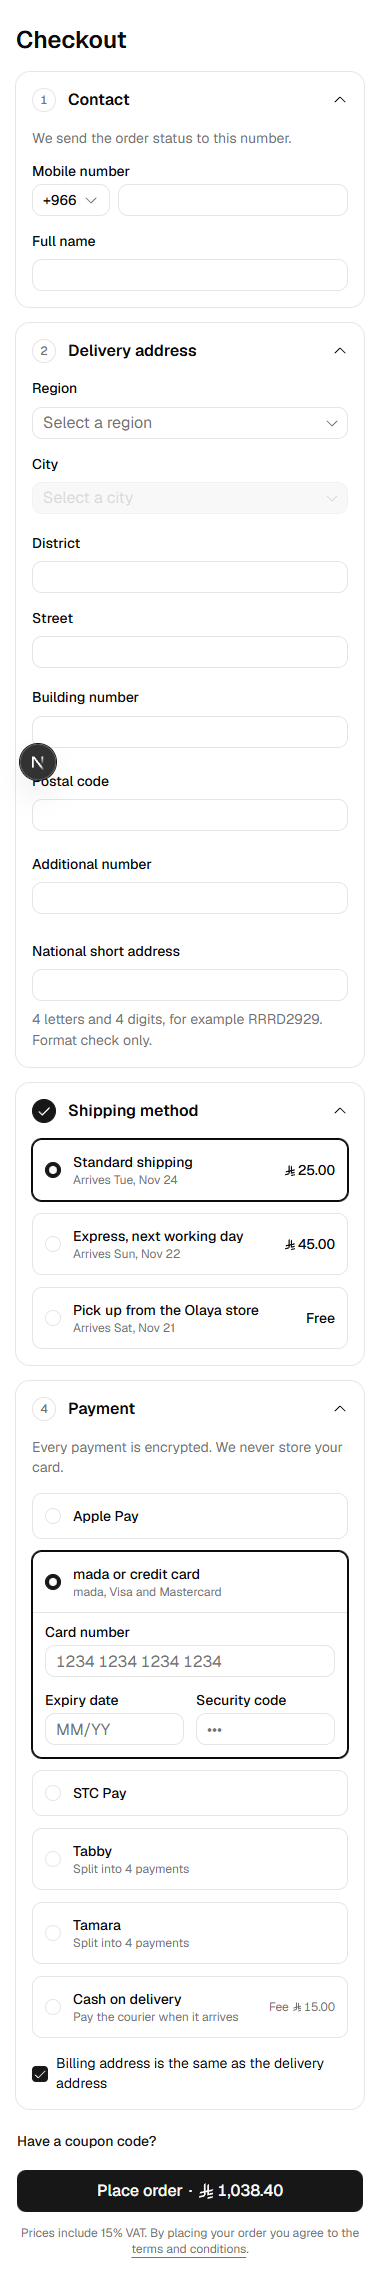 Checkout
1 Contact
We send the order status to this number.
Mobile number
+966
Full name
2 Delivery address
Region
Select a region
City
Select a city
District
Street
Building number
N
Postal code
Additional number
National short address
4 letters and 4 digits, for example RRRD2929.
Format check only.
Shipping method
Standard shipping
Arrives Tue, Nov 24
⃁ 25.00
Express, next working day
Arrives Sun, Nov 22
⃁ 45.00
Pick up from the Olaya store
Arrives Sat, Nov 21
Free
4 Payment
Every payment is encrypted. We never store your
card.
Apple Pay
mada or credit card
mada, Visa and Mastercard
Card number
1234 1234 1234 1234
Expiry date Security code
MM/YY •••
STC Pay
Tabby
Split into 4 payments
Tamara
Split into 4 payments
Cash on delivery
Pay the courier when it arrives
Fee ⃁ 15.00
Billing address is the same as the delivery
address
Have a coupon code?
Place order · ⃁ 1,038.40
Prices include 15% VAT. By placing your order you agree to the
terms and conditions.